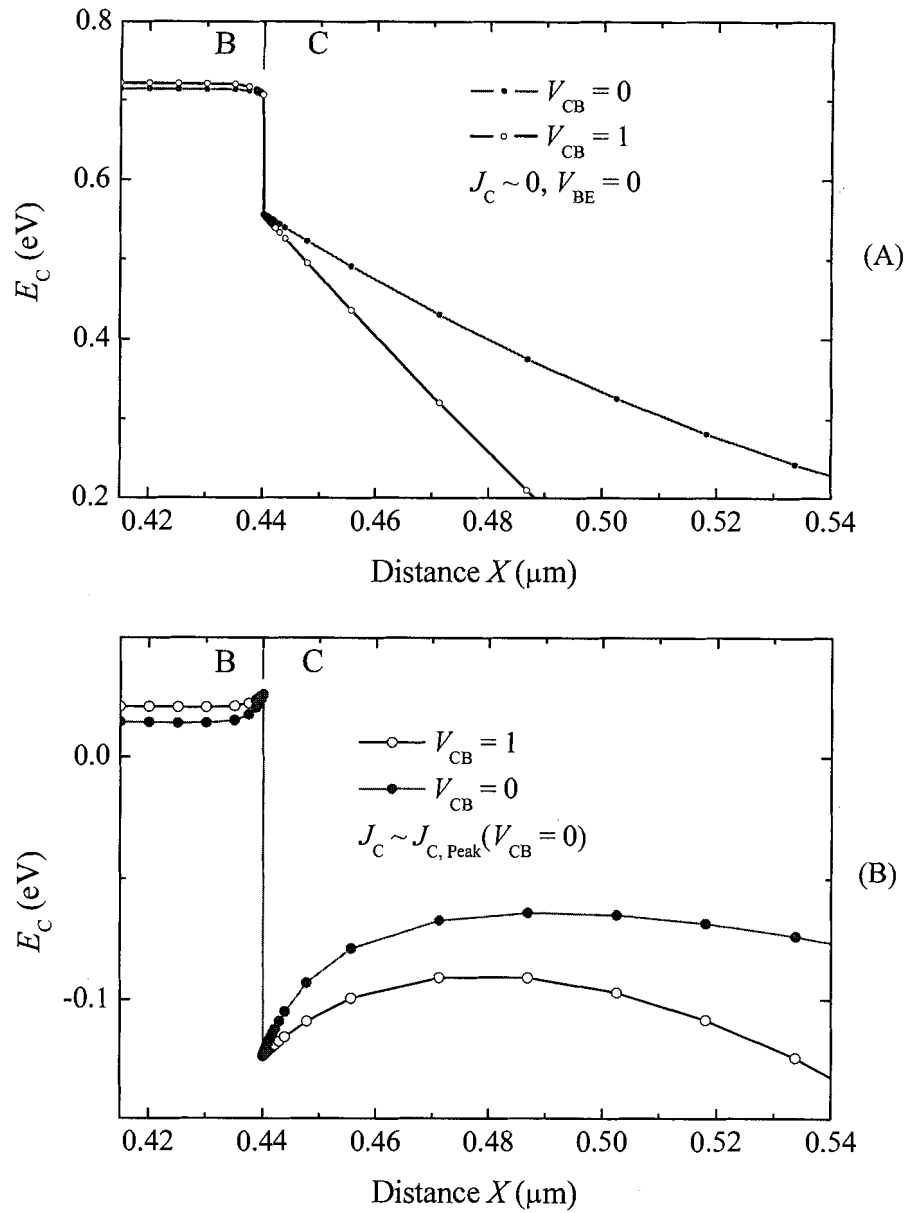 0.8
B C
V_CB = 0
V_CB = 1
J_C ~ 0, V_BE = 0
0.6
E_C (eV)
(A)
0.4
0.2
0.42 0.44 0.46 0.48 0.50 0.52 0.54
Distance X (μm)
B C
V_CB = 1
0.0
V_CB = 0
J_C ~ J_C, Peak (V_CB = 0)
E_C (eV)
(B)
-0.1
0.42 0.44 0.46 0.48 0.50 0.52 0.54
Distance X (μm)